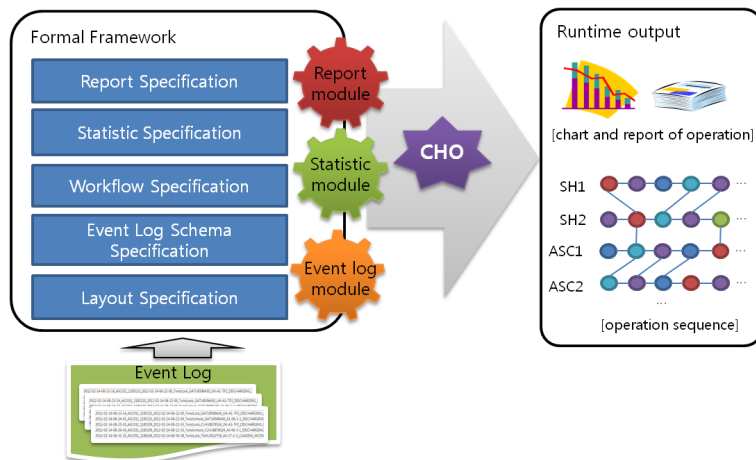 Formal Framework
Report Specification
Statistic Specification
Workflow Specification
Event Log Schema
Specification
Layout Specification
Report
module
Statistic
module
Event log
module
CHO
Runtime output
[chart and report of operation]
SH1
...
SH2
...
ASC1
...
ASC2
...
...
[operation sequence]
Event Log